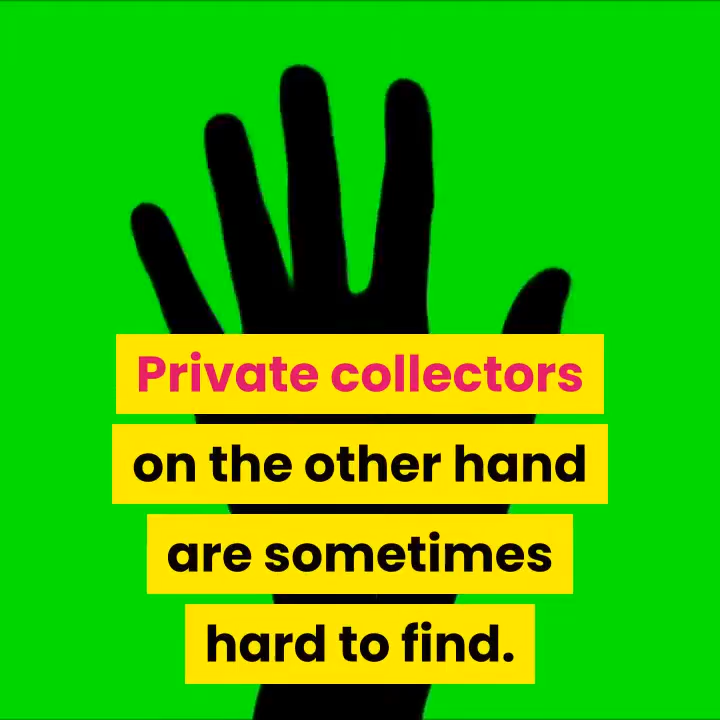 Private collectors
on the other hand
are sometimes
hard to find.